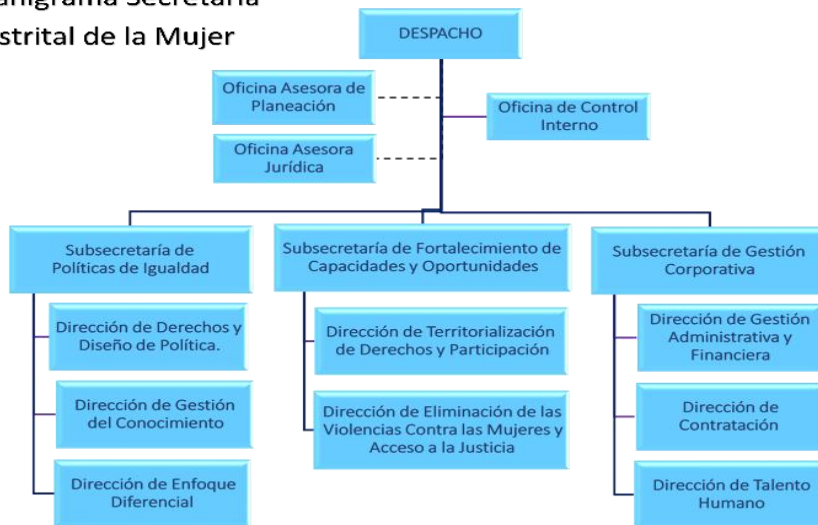 anigrama Secretaría
strital de la Mujer
DESPACHO
Oficina Asesora de
Planeación
Oficina de Control
Interno
Oficina Asesora
Jurídica
Subsecretaría de
Políticas de Igualdad
Subsecretaría de Fortalecimiento de
Capacidades y Oportunidades
Subsecretaría de Gestión
Corporativa
Dirección de Derechos y
Diseño de Política.
Dirección de Territorialización
de Derechos y Participación
Dirección de Gestión
Administrativa y
Financiera
Dirección de Gestión
del Conocimiento
Dirección de Eliminación de las
Violencias Contra las Mujeres y
Acceso a la Justicia
Dirección de
Contratación
Dirección de Enfoque
Diferencial
Dirección de Talento
Humano